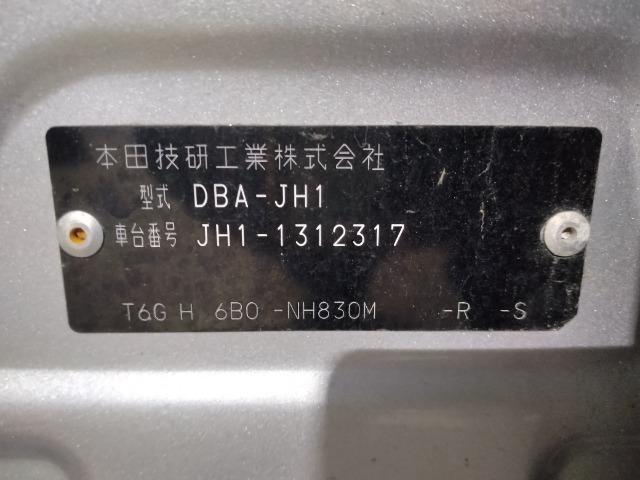 本田技研工業株式会社
型式 DBA-JH1
車台番号 JH1-1312317
T6G H 6B0 -NH830M -R -S